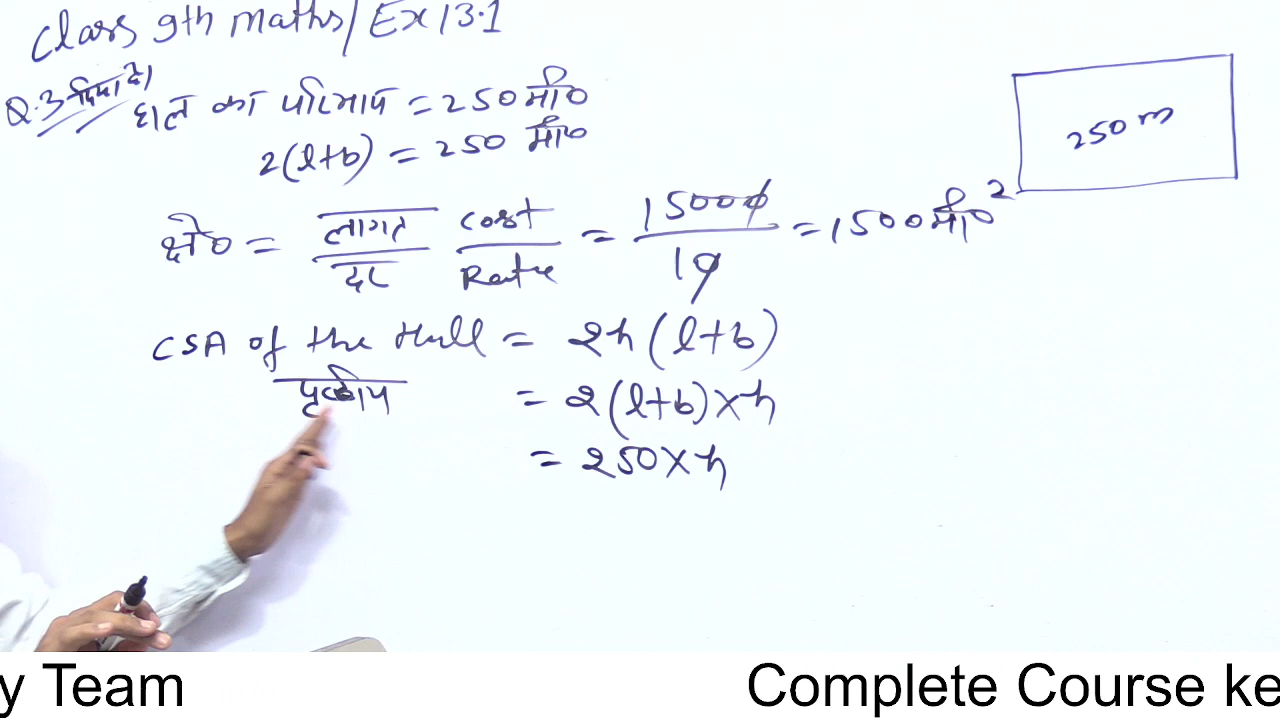 Class 9th maths/Ex 13.1
Q.3 दिया है।
हाल का परिमाप = 250 मी०
2(l+b) = 250 मी०
250 m
क्षे० = लागत/दर cost/Rate = 15000/10 = 1500 मी०²
CSA of the Hall = 2h(l+b)
पृष्ठीय = 2(l+b)×h
= 250×h
y Team Complete Course ke